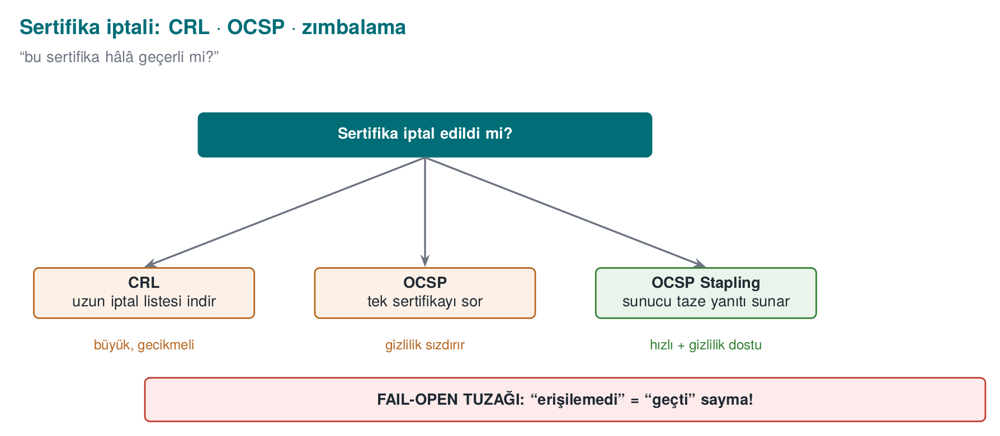 Sertifika iptali: CRL · OCSP · zımbalama
“bu sertifika hâlâ geçerli mi?”
Sertifika iptal edildi mi?
CRL
uzun iptal listesi indir
OCSP
tek sertifikayı sor
OCSP Stapling
sunucu taze yanıtı sunar
büyük, gecikmeli
gizlilik sızdırır
hızlı + gizlilik dostu
FAIL-OPEN TUZAĞI: “erişilemedi” = “geçti” sayma!